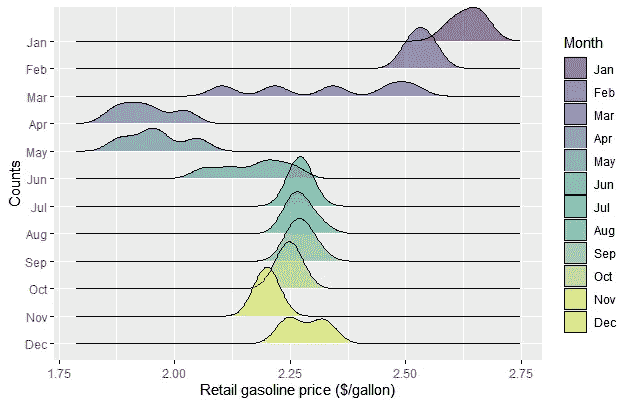 Jan
Feb
Mar
Apr
May
Jun
Jul
Aug
Sep
Oct
Nov
Dec
Counts
1.75 2.00 2.25 2.50 2.75
Retail gasoline price ($/gallon)
Month
Jan
Feb
Mar
Apr
May
Jun
Jul
Aug
Sep
Oct
Nov
Dec